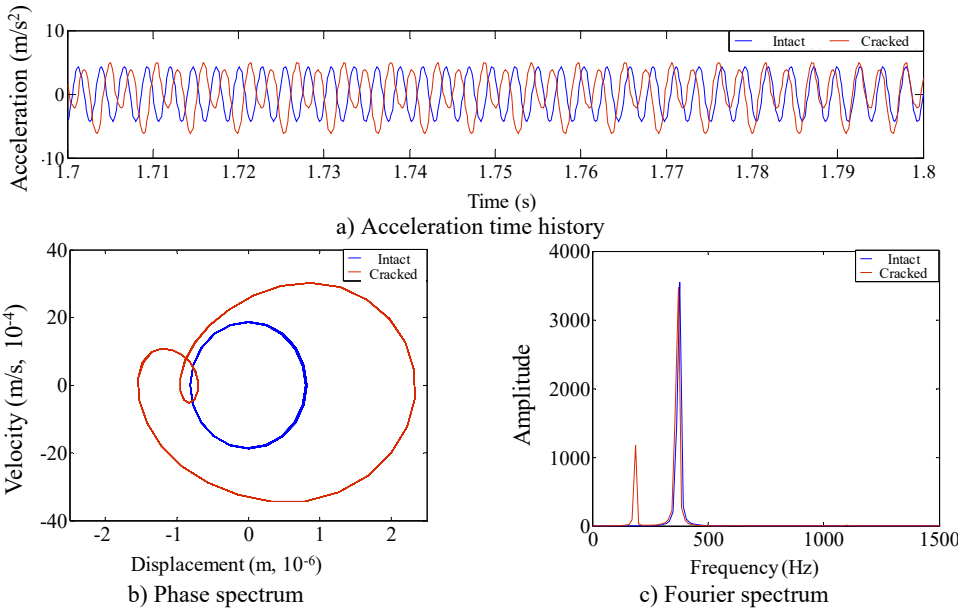 Acceleration (m/s²)
10
0
-10
Intact Cracked
1.7 1.71 1.72 1.73 1.74 1.75 1.76 1.77 1.78 1.79 1.8
Time (s)
a) Acceleration time history
Velocity (m/s, 10⁻⁴)
40
20
0
-20
-40
Intact
Cracked
-2 -1 0 1 2
Displacement (m, 10⁻⁶)
b) Phase spectrum
Amplitude
4000
3000
2000
1000
0
Intact
Cracked
0 500 1000 1500
Frequency (Hz)
c) Fourier spectrum